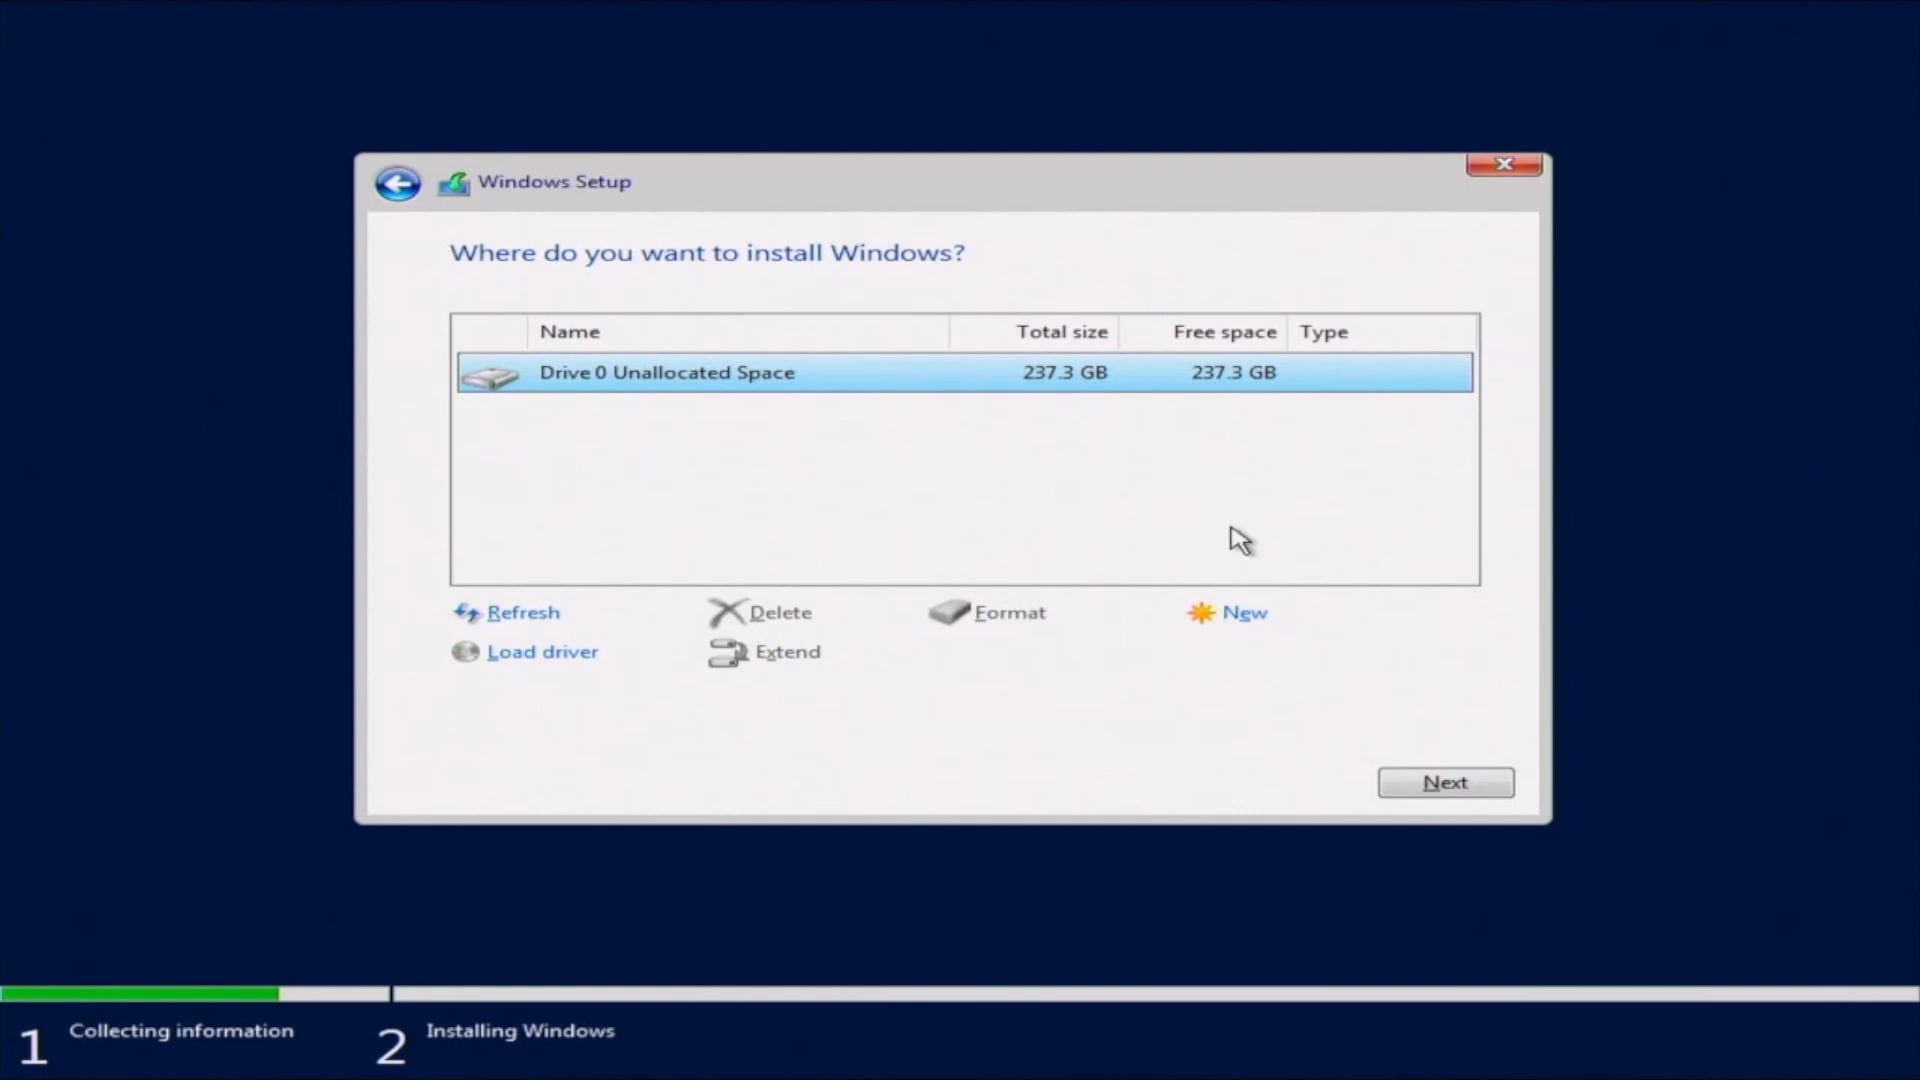 Windows Setup
Where do you want to install Windows?
Name Total size Free space Type
Drive 0 Unallocated Space 237.3 GB 237.3 GB
Refresh Delete Format New
Load driver Extend
Next
1 Collecting information 2 Installing Windows